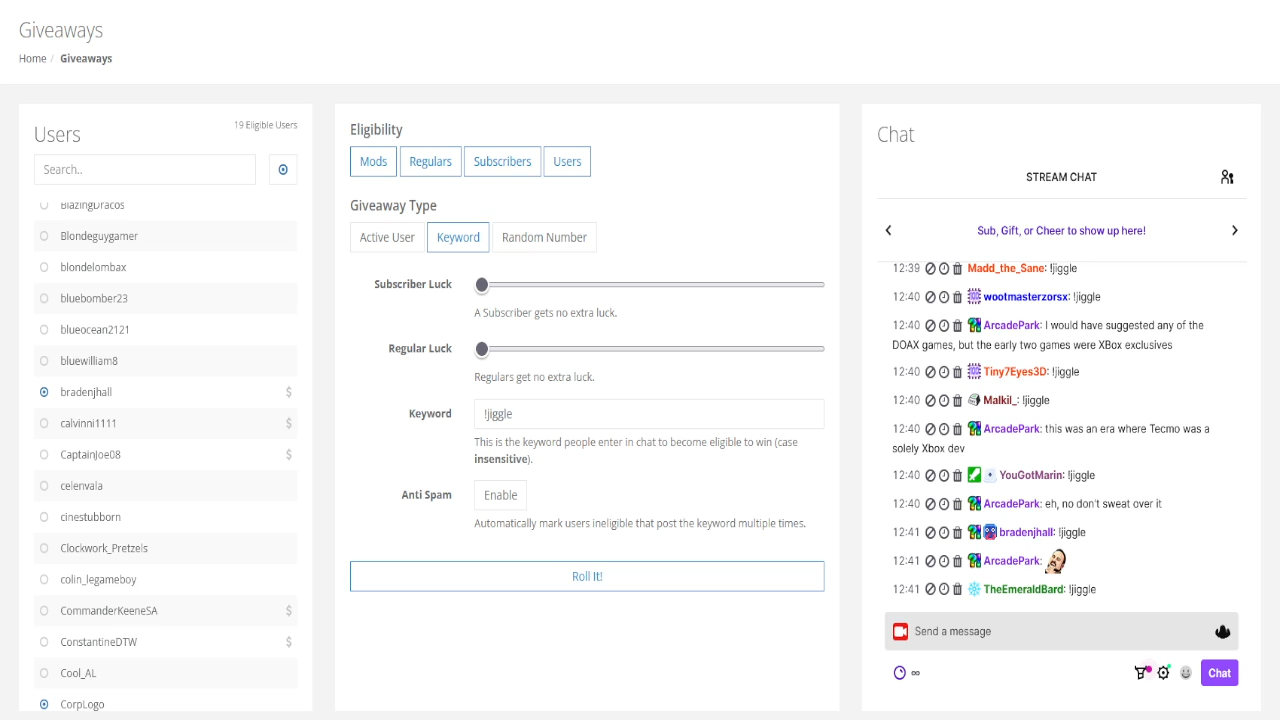 Giveaways
Home / Giveaways
Users
19 Eligible Users
Search..
BlazingDracos
Blondeguygamer
blondelombax
bluebomber23
blueocean2121
bluewilliam8
bradenjhall $
calvinni1111 $
CaptainJoe08 $
celenvala
cinestubborn
Clockwork_Pretzels
colin_legameboy
CommanderKeeneSA $
ConstantineDTW $
Cool_AL
CorpLogo
Eligibility
Mods Regulars Subscribers Users
Giveaway Type
Active User Keyword Random Number
Subscriber Luck
A Subscriber gets no extra luck.
Regular Luck
Regulars get no extra luck.
Keyword !jiggle
This is the keyword people enter in chat to become eligible to win (case
insensitive).
Anti Spam Enable
Automatically mark users ineligible that post the keyword multiple times.
Roll It!
Chat
STREAM CHAT
Sub, Gift, or Cheer to show up here!
12:39 Madd_the_Sane: !jiggle
12:40 wootmasterzorsx: !jiggle
12:40 ArcadePark: I would have suggested any of the
DOAX games, but the early two games were XBox exclusives
12:40 Tiny7Eyes3D: !jiggle
12:40 Malkil_: !jiggle
12:40 ArcadePark: this was an era where Tecmo was a
solely Xbox dev
12:40 YouGotMarin: !jiggle
12:40 ArcadePark: eh, no don't sweat over it
12:41 bradenjhall: !jiggle
12:41 ArcadePark:
12:41 TheEmeraldBard: !jiggle
Send a message
∞
Chat